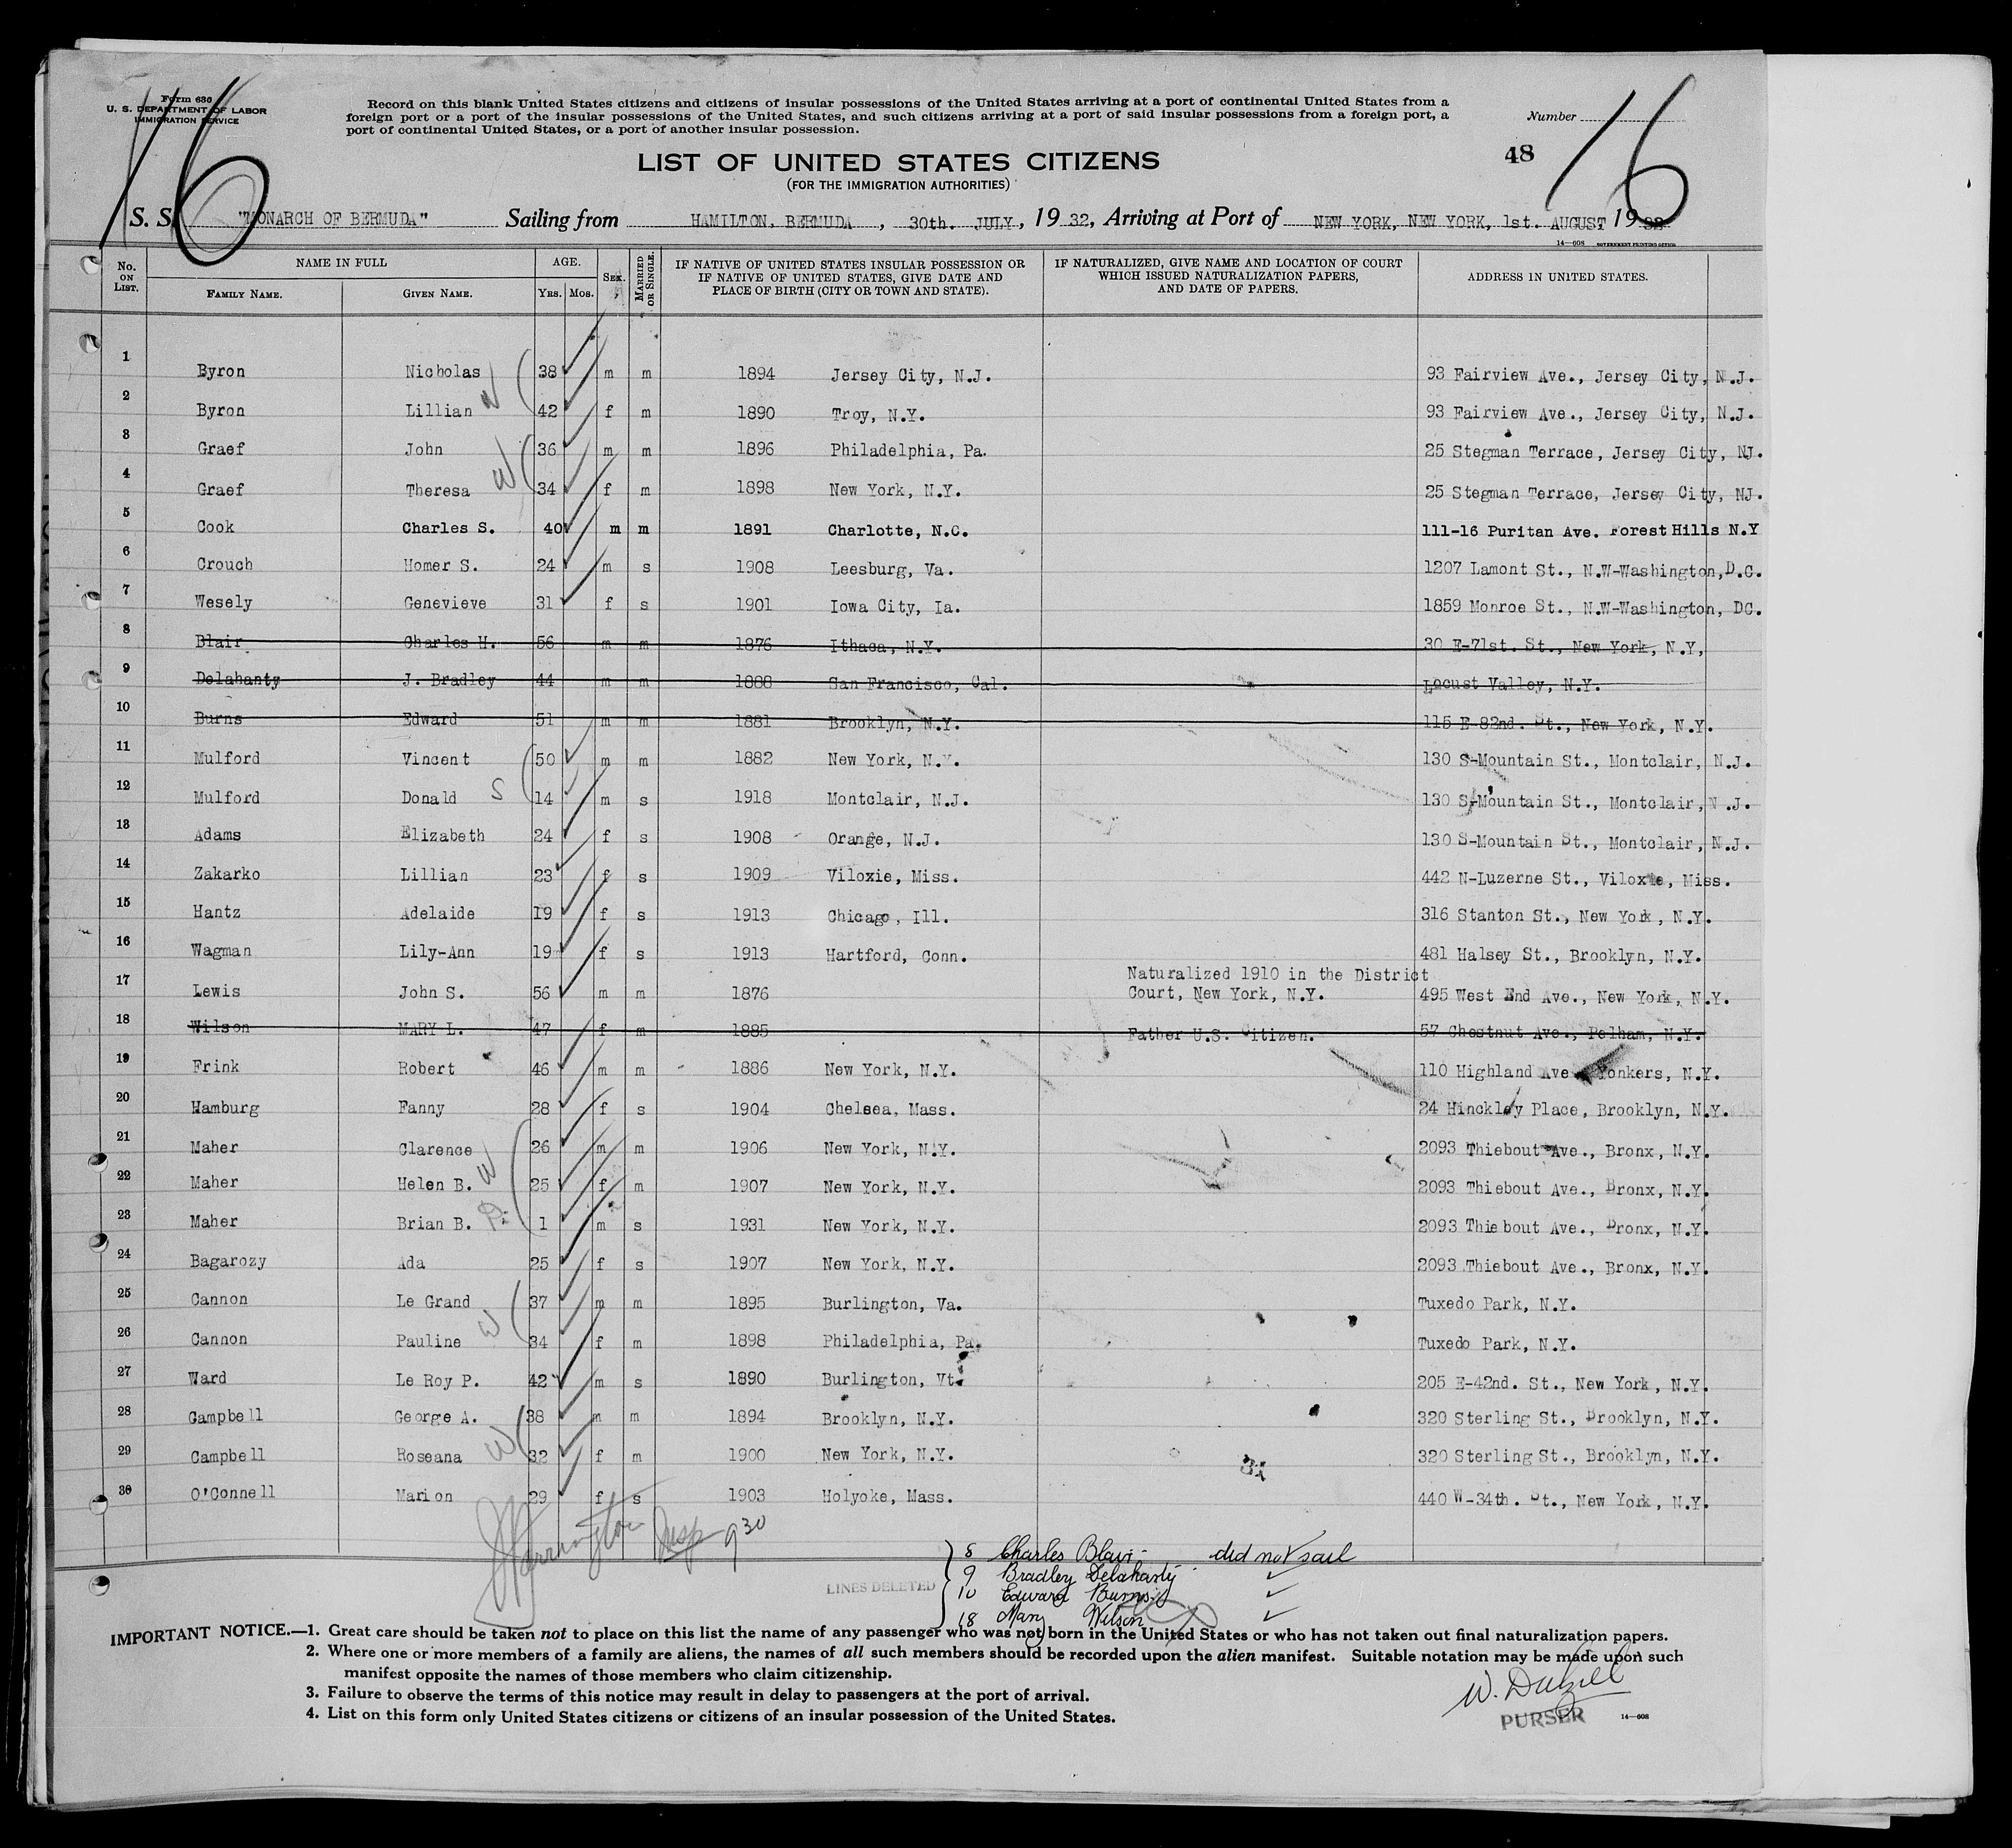 16
Form 630
U. S. DEPARTMENT OF LABOR
IMMIGRATION SERVICE
Record on this blank United States citizens and citizens of insular possessions of the United States arriving at a port of continental United States from a
foreign port or a port of the insular possessions of the United States, and such citizens arriving at a port of said insular possessions from a foreign port, a
port of continental United States, or a port of another insular possession.
Number
16
48
LIST OF UNITED STATES CITIZENS
(FOR THE IMMIGRATION AUTHORITIES)
S. S. "MONARCH OF BERMUDA" Sailing from HAMILTON, BERMUDA, 30th. JULY, 1932, Arriving at Port of NEW YORK, NEW YORK, 1st. AUGUST 1932
14—608 GOVERNMENT PRINTING OFFICE
No. ON LIST. NAME IN FULL FAMILY NAME. GIVEN NAME. AGE. YRS. MOS. SEX. MARRIED OR SINGLE. IF NATIVE OF UNITED STATES INSULAR POSSESSION OR IF NATIVE OF UNITED STATES, GIVE DATE AND PLACE OF BIRTH (CITY OR TOWN AND STATE). IF NATURALIZED, GIVE NAME AND LOCATION OF COURT WHICH ISSUED NATURALIZATION PAPERS, AND DATE OF PAPERS. ADDRESS IN UNITED STATES.
1 Byron Nicholas 38 m m 1894 Jersey City, N.J. 93 Fairview Ave., Jersey City, N.J.
2 Byron Lillian W 42 f m 1890 Troy, N.Y. 93 Fairview Ave., Jersey City, N.J.
3 Graef John 36 m m 1896 Philadelphia, Pa. 25 Stegman Terrace, Jersey City, NJ.
4 Graef Theresa W 34 f m 1898 New York, N.Y. 25 Stegman Terrace, Jersey City, NJ.
5 Cook Charles S. 40 m m 1891 Charlotte, N.C. 111-16 Puritan Ave. Forest Hills N.Y
6 Crouch Homer S. 24 m s 1908 Leesburg, Va. 1207 Lamont St., N.W-Washington, D.C.
7 Wesely Genevieve 31 f s 1901 Iowa City, Ia. 1859 Monroe St., N.W-Washington, DC.
8 Blair Charles H. 56 m m 1876 Ithaca, N.Y. 30 E-71st. St., New York, N.Y,
9 Delahanty J. Bradley 44 m m 1888 San Francisco, Cal. Locust Valley, N.Y.
10 Burns Edward 51 m m 1881 Brooklyn, N.Y. 115 E-82nd. St., New York, N.Y.
11 Mulford Vincent 50 m m 1882 New York, N.Y. 130 S-Mountain St., Montclair, N.J.
12 Mulford Donald S 14 m s 1918 Montclair, N.J. 130 S-Mountain St., Montclair, N.J.
13 Adams Elizabeth 24 f s 1908 Orange, N.J. 130 S-Mountain St., Montclair, N.J.
14 Zakarko Lillian 23 f s 1909 Viloxie, Miss. 442 N-Luzerne St., Viloxie, Miss.
15 Hantz Adelaide 19 f s 1913 Chicago, Ill. 316 Stanton St., New York, N.Y.
16 Wagman Lily-Ann 19 f s 1913 Hartford, Conn. 481 Halsey St., Brooklyn, N.Y.
17 Lewis John S. 56 m m 1876 Naturalized 1910 in the District Court, New York, N.Y. 495 West End Ave., New York, N.Y.
18 Wilson MARY L. 47 f m 1885 Father U.S. Citizen. 57 Chestnut Ave., Pelham, N.Y.
19 Frink Robert 46 m m 1886 New York, N.Y. 110 Highland Ave Yonkers, N.Y.
20 Hamburg Fanny 28 f s 1904 Chelsea, Mass. 24 Hinckley Place, Brooklyn, N.Y.
21 Maher Clarence 26 m m 1906 New York, N.Y. 2093 Thiebout Ave., Bronx, N.Y.
22 Maher Helen B. W 25 f m 1907 New York, N.Y. 2093 Thiebout Ave., Bronx, N.Y.
23 Maher Brian B. 1 m s 1931 New York, N.Y. 2093 Thiebout Ave., Bronx, N.Y.
24 Bagarozy Ada 25 f s 1907 New York, N.Y. 2093 Thiebout Ave., Bronx, N.Y.
25 Cannon Le Grand 37 m m 1895 Burlington, Va. Tuxedo Park, N.Y.
26 Cannon Pauline W 34 f m 1898 Philadelphia, Pa. Tuxedo Park, N.Y.
27 Ward Le Roy P. 42 m s 1890 Burlington, Vt. 205 E-42nd. St., New York, N.Y.
28 Campbell George A. 38 m m 1894 Brooklyn, N.Y. 320 Sterling St., Brooklyn, N.Y.
29 Campbell Roseana W 32 f m 1900 New York, N.Y. 320 Sterling St., Brooklyn, N.Y.
30 O'Connell Marion 29 f s 1903 Holyoke, Mass. 440 W-34th. St., New York, N.Y.
Insp 9 30
LINES DELETED
8 Charles Blair did not sail
9 Bradley Delahanty
10 Edward Burns
18 Mary Wilson
IMPORTANT NOTICE.—1. Great care should be taken not to place on this list the name of any passenger who was not born in the United States or who has not taken out final naturalization papers.
2. Where one or more members of a family are aliens, the names of all such members should be recorded upon the alien manifest. Suitable notation may be made upon such
manifest opposite the names of those members who claim citizenship.
3. Failure to observe the terms of this notice may result in delay to passengers at the port of arrival.
4. List on this form only United States citizens or citizens of an insular possession of the United States.
PURSER
14—608